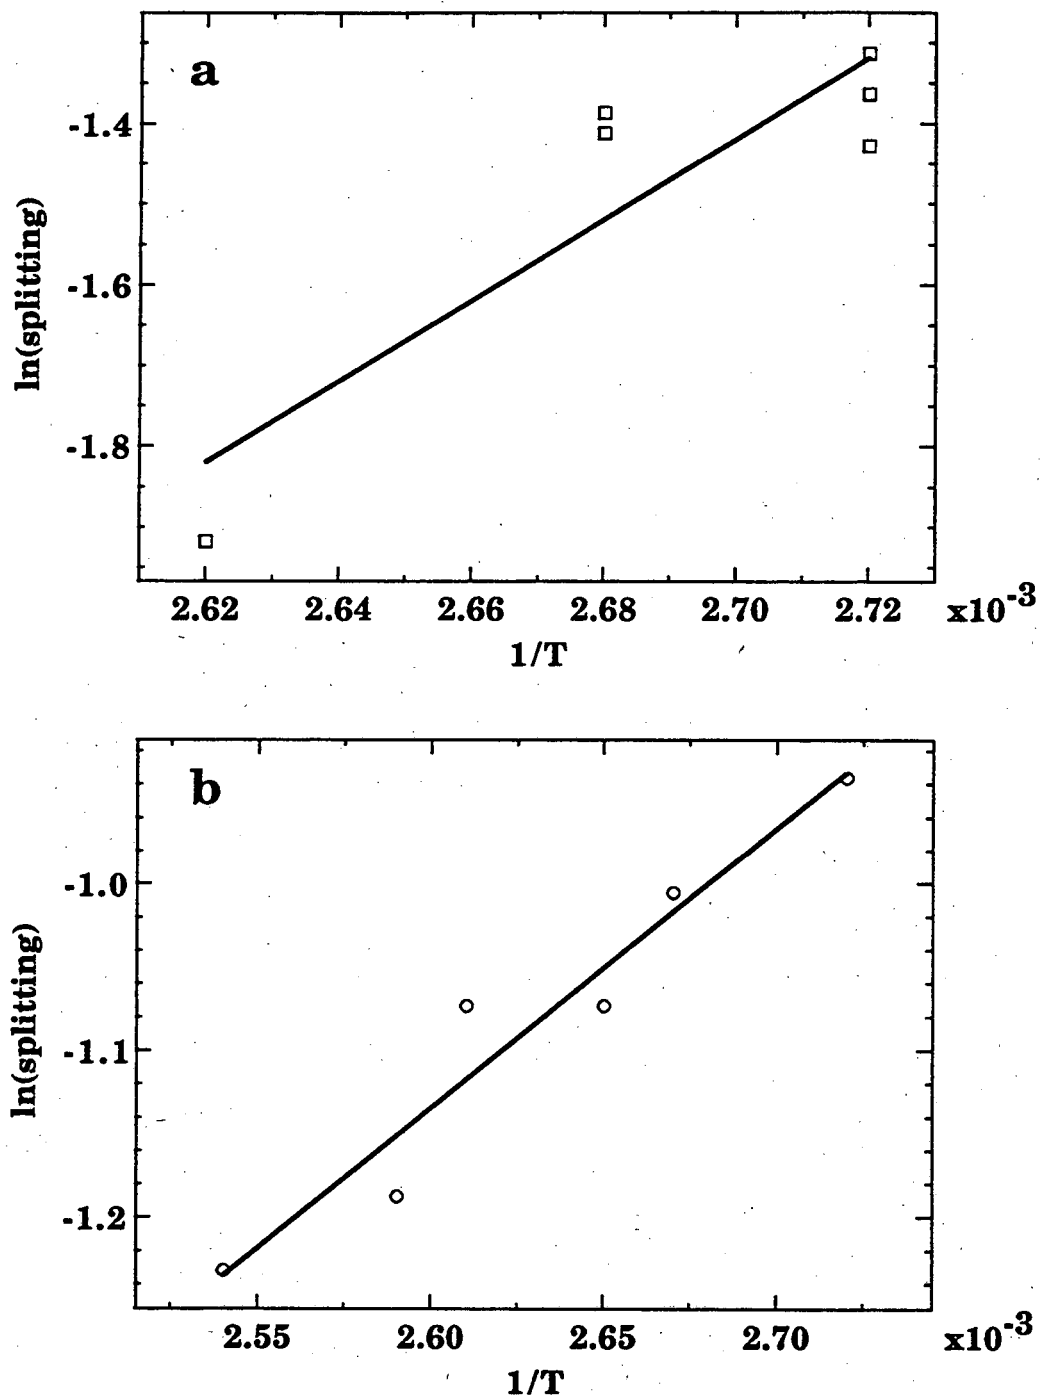 a
-1.4
-1.6
-1.8
ln(splitting)
2.62 2.64 2.66 2.68 2.70 2.72 x10-3
1/T
b
-1.0
-1.1
-1.2
ln(splitting)
2.55 2.60 2.65 2.70 x10-3
1/T